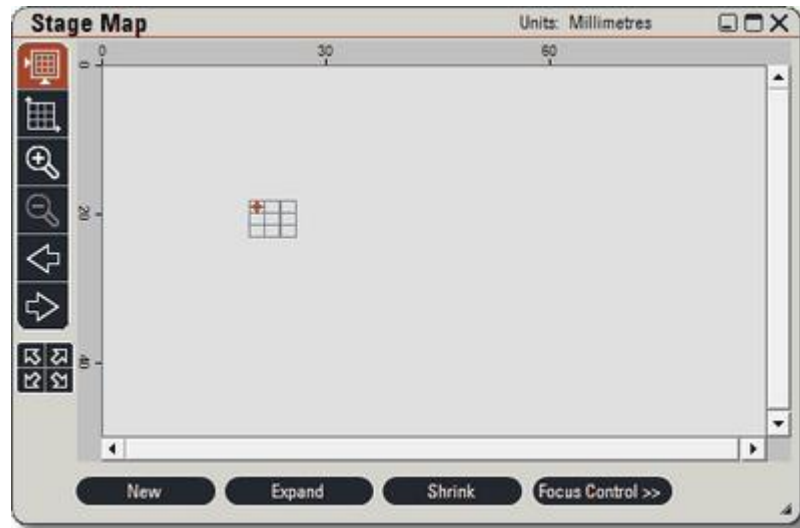 Stage Map
Units: Millimetres
0 30 60
0
20
40
New Expand Shrink Focus Control >>